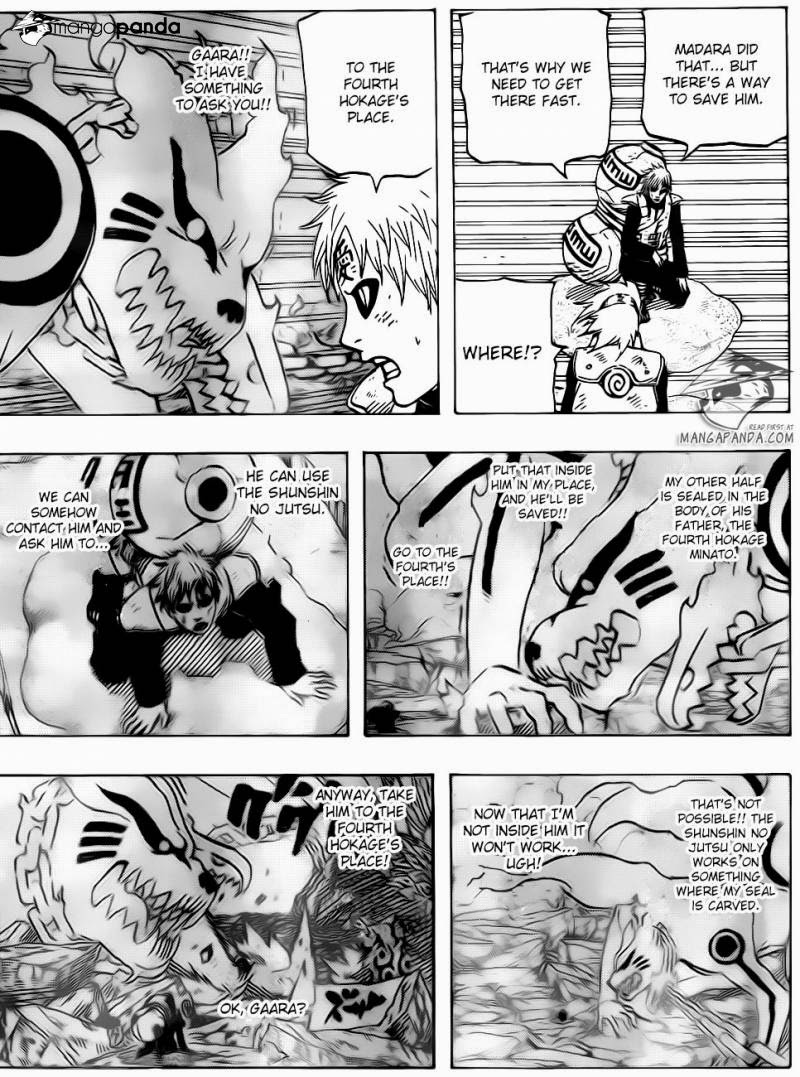 MADARA DID
THAT... BUT
THERE'S A WAY
TO SAVE HIM.
THAT'S WHY WE
NEED TO GET
THERE FAST.
WHERE!?
READ FIRST AT
MANGAPANDA.COM
mangapanda
TO THE
FOURTH
HOKAGE'S
PLACE.
GAARA!!
I HAVE
SOMETHING
TO ASK YOU!!
MY OTHER HALF
IS SEALED IN THE
BODY OF HIS
FATHER, THE
FOURTH HOKAGE
MINATO.
PUT THAT INSIDE
HIM IN MY PLACE,
AND HE'LL BE
SAVED!!
GO TO THE
FOURTH'S
PLACE!!
HE CAN USE
THE SHUNSHIN
NO JUTSU.
WE CAN
SOMEHOW
CONTACT HIM AND
ASK HIM TO...
THAT'S NOT
POSSIBLE!! THE
SHUNSHIN NO
JUTSU ONLY
WORKS ON
SOMETHING
WHERE MY SEAL
IS CARVED.
NOW THAT I'M
NOT INSIDE HIM IT
WON'T WORK...
UGH!
ANYWAY, TAKE
HIM TO THE
FOURTH
HOKAGE'S
PLACE!
OK, GAARA?